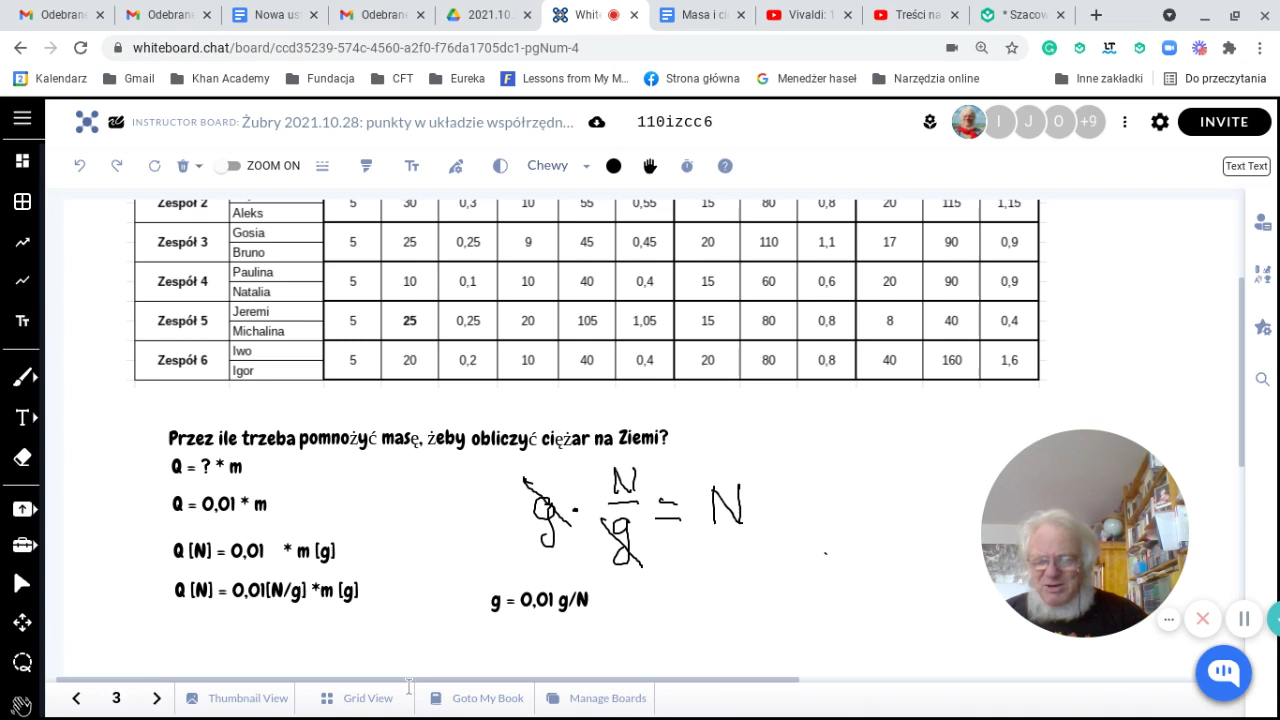 Odebrane
Odebrane
Nowa us
Odebrane
2021.10.
Whit
Masa i c
Vivaldi: T
Treści na
* Szacow
whiteboard.chat/board/ccd35239-574c-4560-a2f0-f76dd1705dc1-pgNum-4
Kalendarz
Gmail
Khan Academy
Fundacja
CFT
Eureka
Lessons from My M...
Strona główna
Menedżer haseł
Narzędzia online
Inne zakładki
Do przeczytania
INSTRUCTOR BOARD: Żubry 2021.10.28: punkty w układzie współrzędn...
110izcc6
I J O +9
INVITE
ZOOM ON
Chewy
Text Text
Zespół 2 5 30 0,3 10 55 0,55 15 80 0,8 20 115 1,15
Aleks
Gosia
Zespół 3 5 25 0,25 9 45 0,45 20 110 1,1 17 90 0,9
Bruno
Paulina
Zespół 4 5 10 0,1 10 40 0,4 15 60 0,6 20 90 0,9
Natalia
Jeremi
Zespół 5 5 25 0,25 20 105 1,05 15 80 0,8 8 40 0,4
Michalina
Iwo
Zespół 6 5 20 0,2 10 40 0,4 20 80 0,8 40 160 1,6
Igor
Przez ile trzeba pomnożyć masę, żeby obliczyć ciężar na Ziemi?
Q = ? * m
Q = 0,01 * m
Q [N] = 0,01 * m [g]
Q [N] = 0,01[N/g] *m [g]
g · N/g = N
g = 0,01 g/N
3
Thumbnail View
Grid View
Goto My Book
Manage Boards